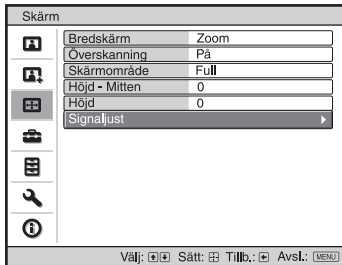 Skärm
Bredskärm Zoom
Överskanning På
Skärmområde Full
Höjd - Mitten 0
Höjd 0
Signaljust
Välj: Sätt: Tillb.: Avsl.: MENU